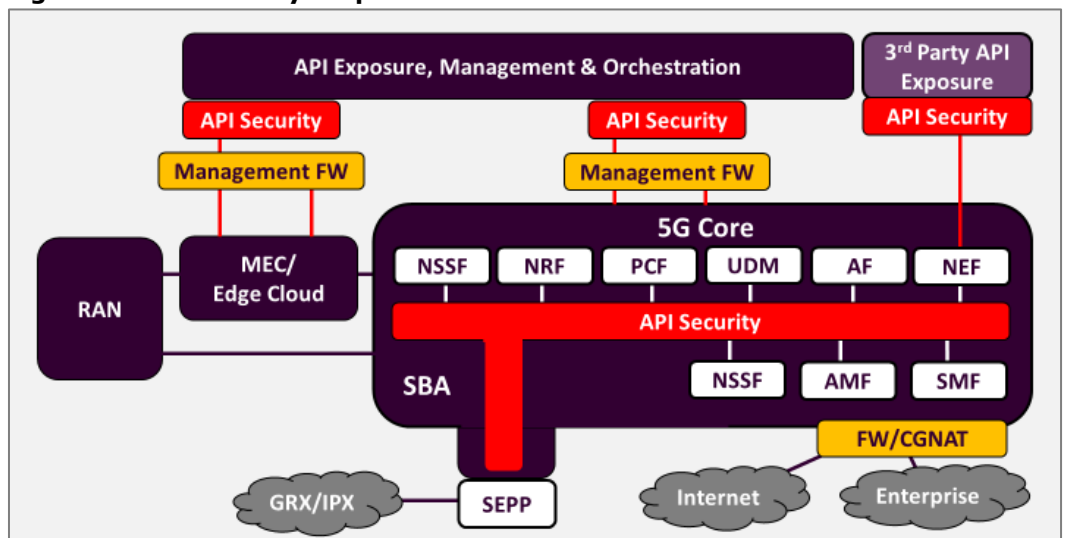 API Exposure, Management & Orchestration
3rd Party API
Exposure
API Security
API Security
API Security
Management FW
Management FW
5G Core
RAN
MEC/
Edge Cloud
NSSF
NRF
PCF
UDM
AF
NEF
API Security
SBA
NSSF
AMF
SMF
FW/CGNAT
GRX/IPX
SEPP
Internet
Enterprise